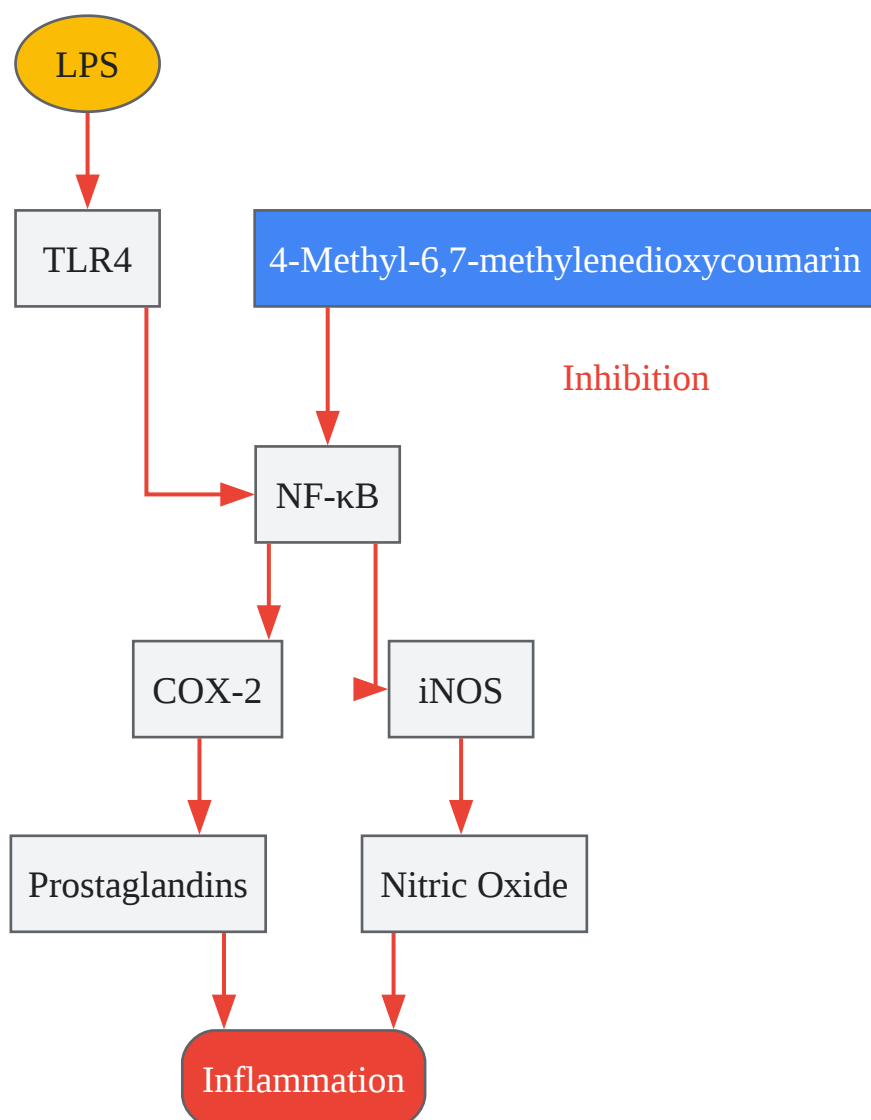 LPS
TLR4
4-Methyl-6,7-methylenedioxycoumarin
Inhibition
NF-κB
COX-2
iNOS
Prostaglandins
Nitric Oxide
Inflammation